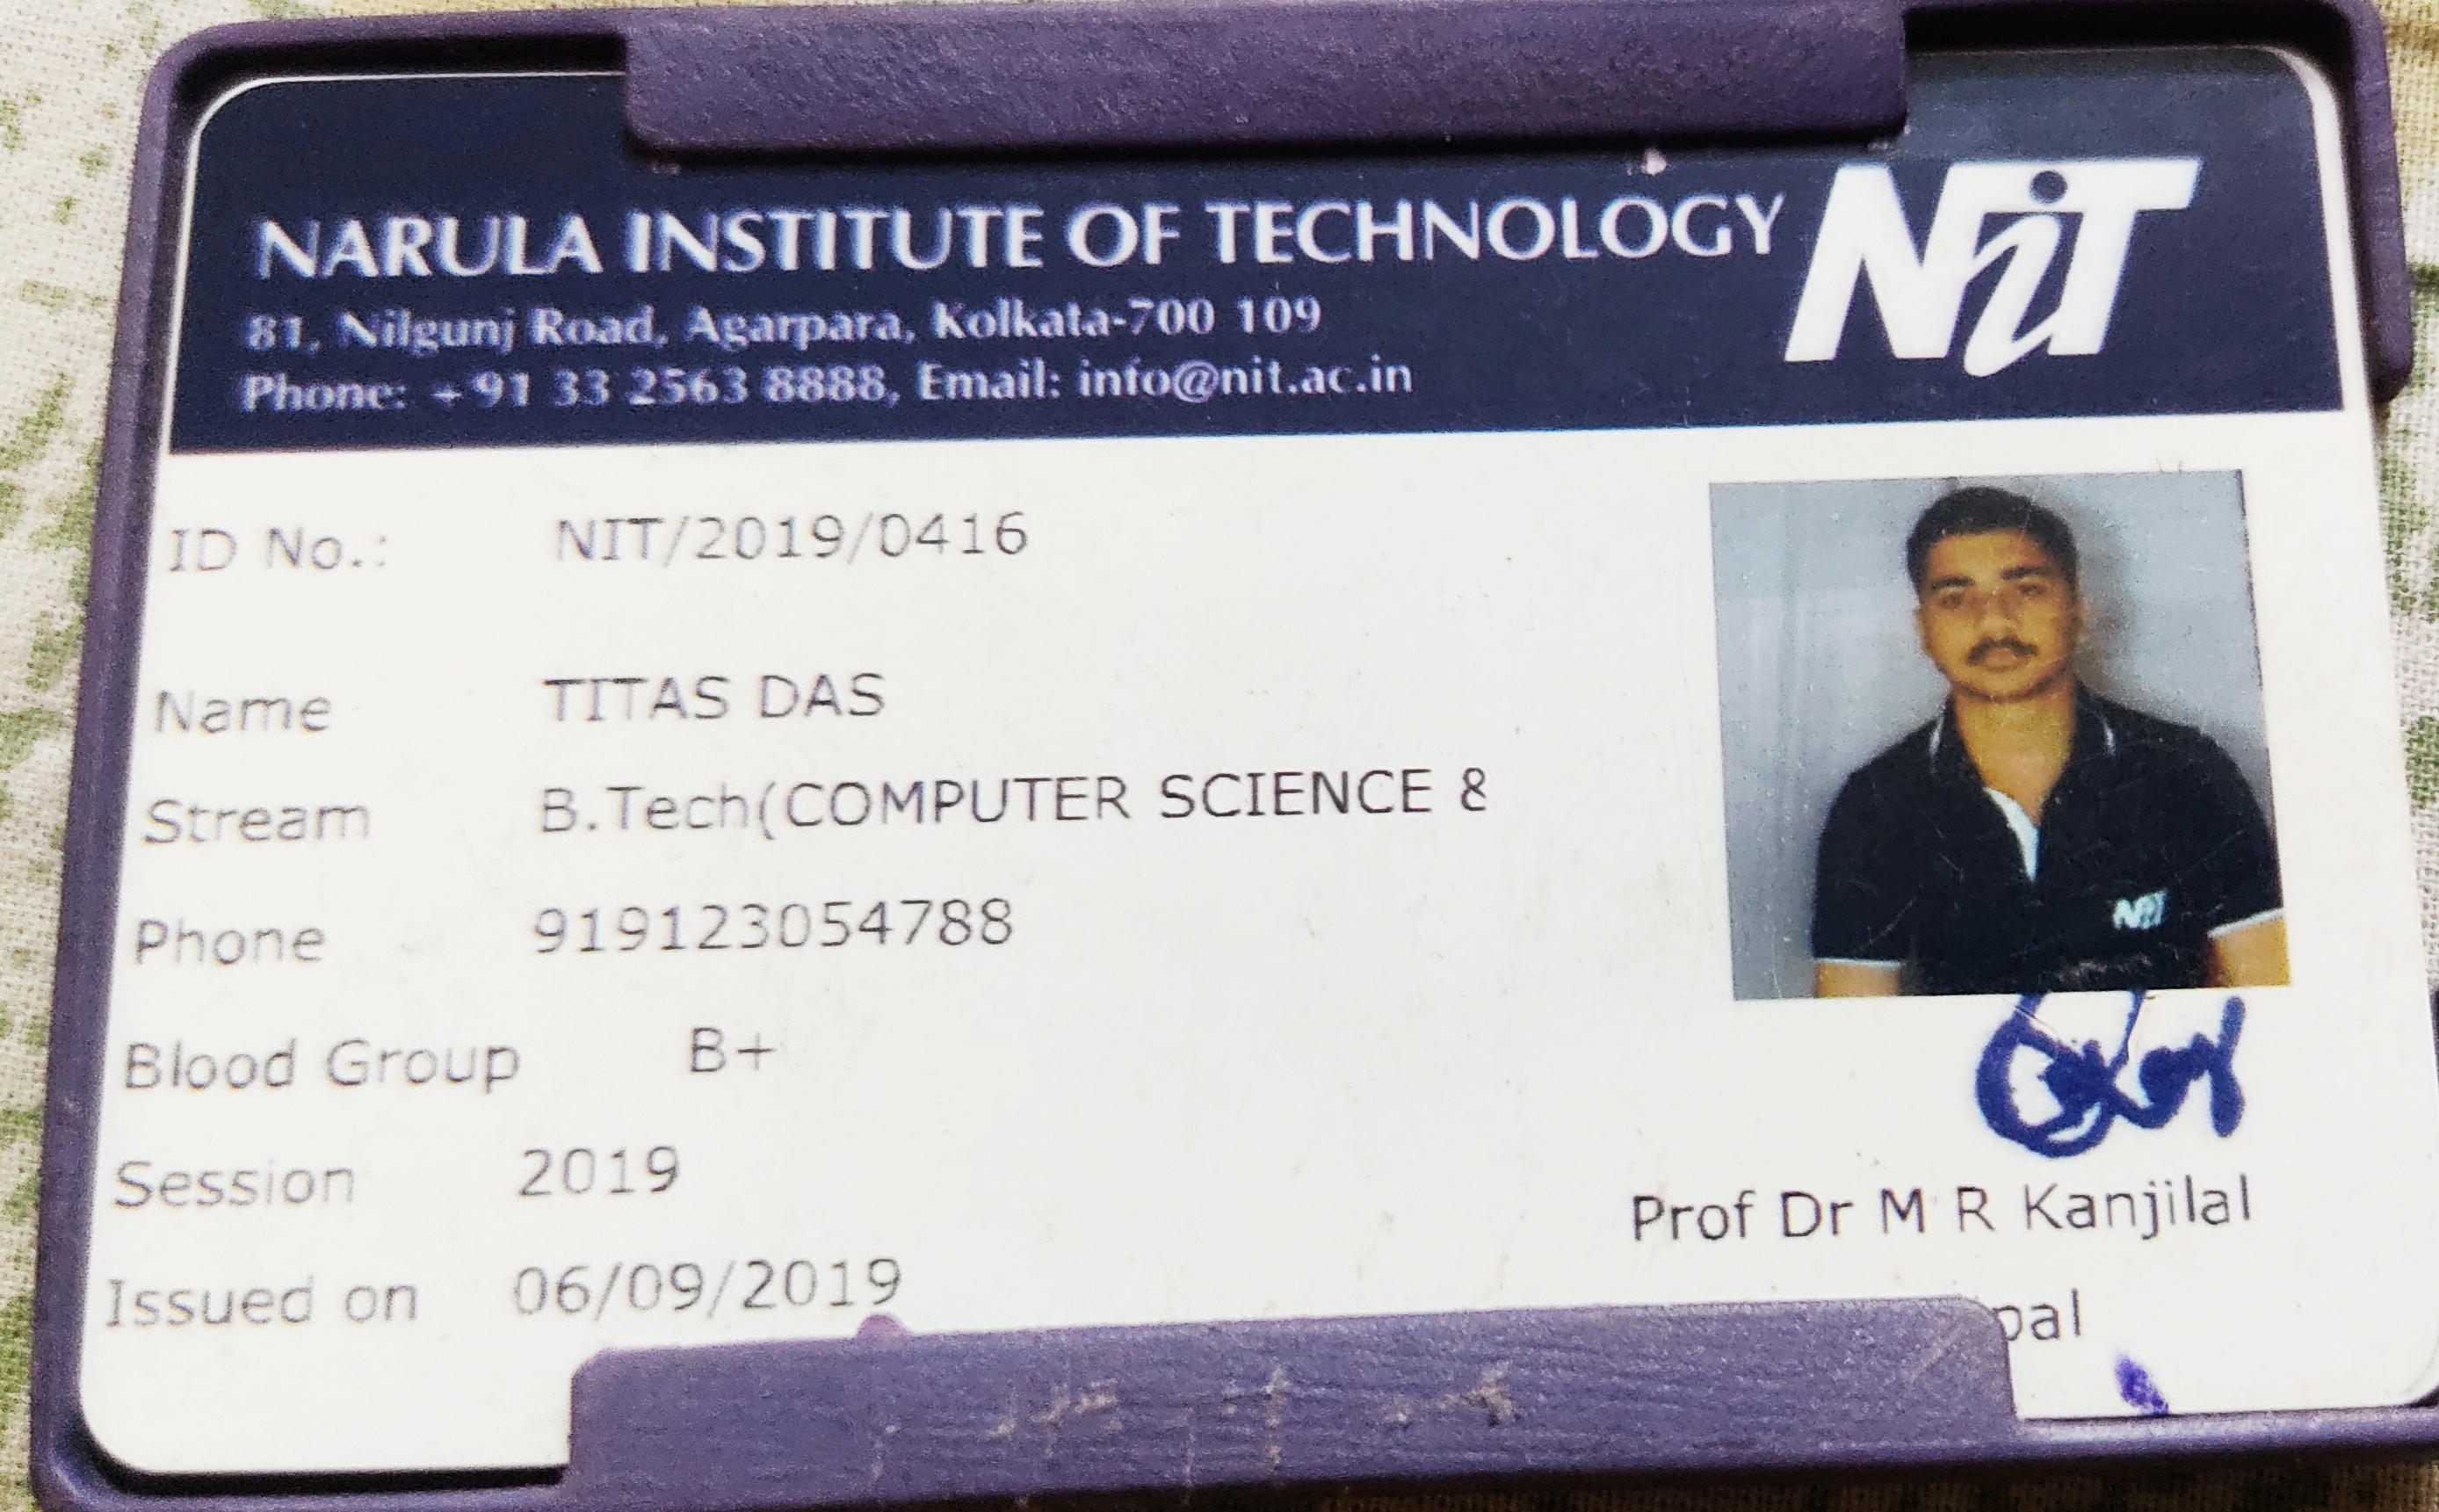 NARULA INSTITUTE OF TECHNOLOGY NiT
81, Nilgunj Road, Agarpara, Kolkata-700 109
Phone: +91 33 2563 8888, Email: info@nit.ac.in
ID No.: NIT/2019/0416
Name TITAS DAS
Stream B.Tech(COMPUTER SCIENCE &
Phone 919123054788
Blood Group B+
Session 2019
Issued on 06/09/2019
NiT
Prof Dr M R Kanjilal
pal